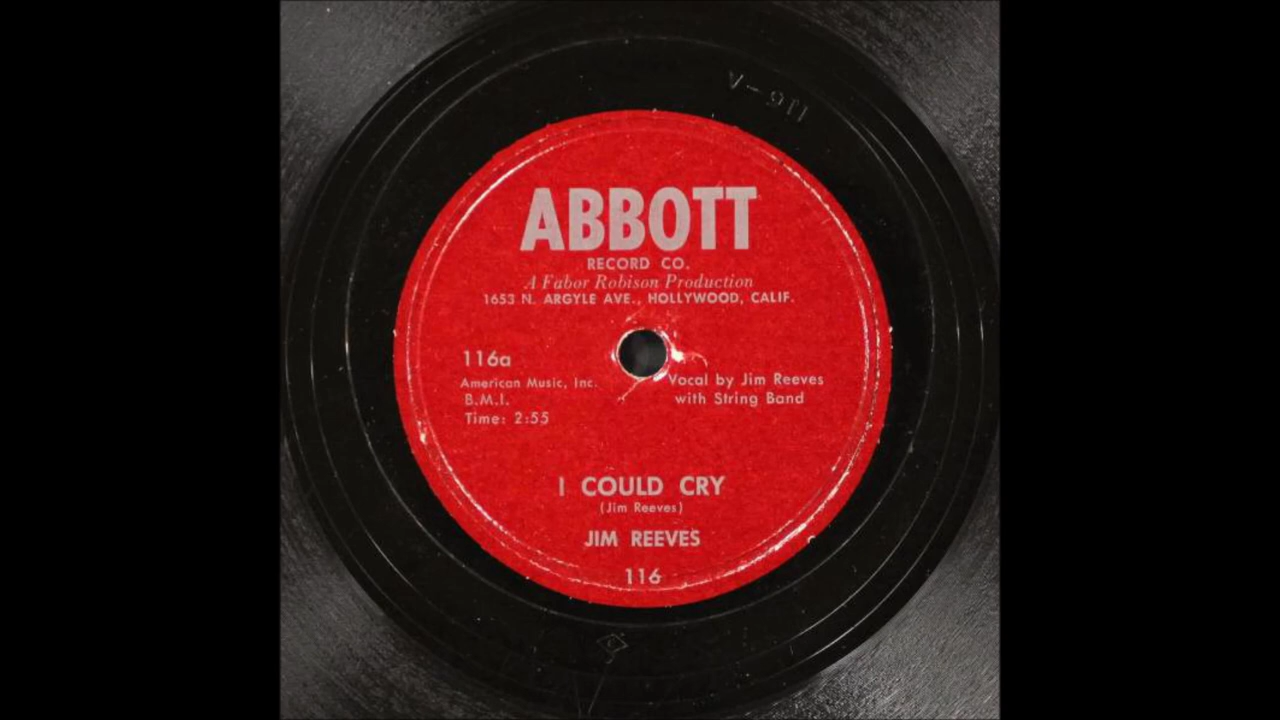 116-A
ABBOTT
RECORD CO.
A Fabor Robison Production
1653 N. ARGYLE AVE., HOLLYWOOD, CALIF.
116a
American Music, Inc.
B.M.I.
Time: 2:55
Vocal by Jim Reeves
with String Band
I COULD CRY
(Jim Reeves)
JIM REEVES
116